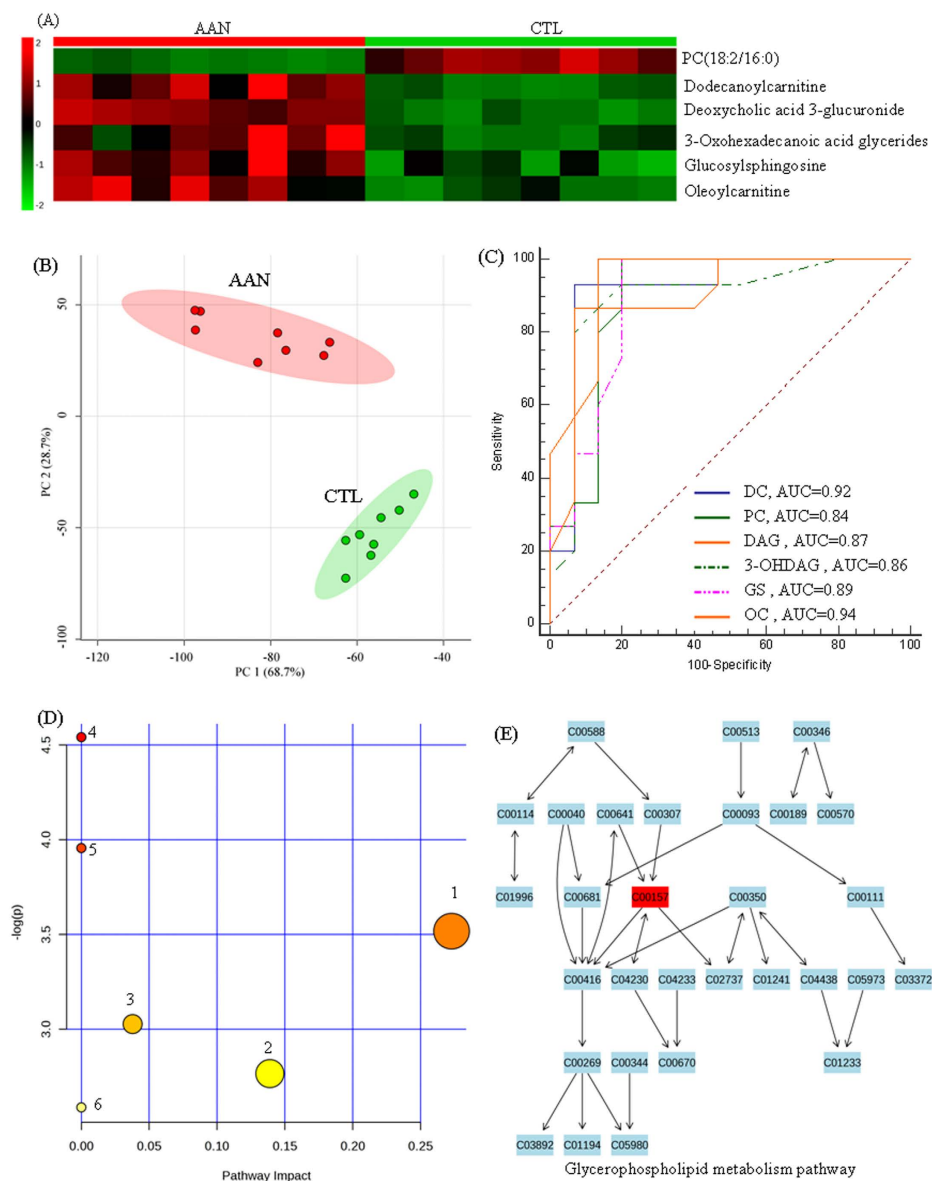 (A)
AAN CTL
2
1
0
-1
-2
PC(18:2/16:0)
Dodecanoylcarnitine
Deoxycholic acid 3-glucuronide
3-Oxohexadecanoic acid glycerides
Glucosylsphingosine
Oleoylcarnitine
(B)
AAN
CTL
PC 2 (28.7%)
50
0
-50
-100
-120 -100 -80 -60 -40
PC 1 (68.7%)
(C)
Sensitivity
100
80
60
40
20
0
DC, AUC=0.92
PC, AUC=0.84
DAG , AUC=0.87
3-OHDAG , AUC=0.86
GS , AUC=0.89
OC , AUC=0.94
0 20 40 60 80 100
100-Specificity
(D)
-log(p)
4.5
4.0
3.5
3.0
4
5
1
3
2
6
0.00 0.05 0.10 0.15 0.20 0.25
Pathway Impact
(E)
C00588 C00513 C00346
C00114 C00040 C00641 C00307 C00093 C00189 C00570
C01996 C00681 C00157 C00350 C00111
C00416 C04230 C04233 C02737 C01241 C04438 C05973 C03372
C00269 C00344 C00670 C01233
C03892 C01194 C05980
Glycerophospholipid metabolism pathway